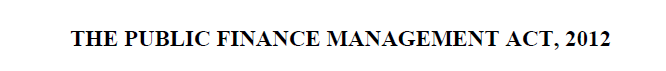 THE PUBLIC FINANCE MANAGEMENT ACT, 2012